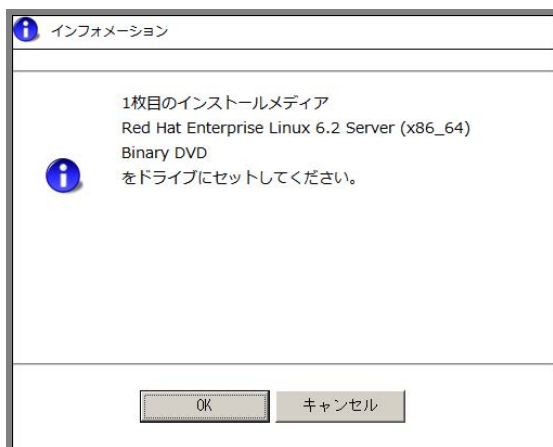 インフォメーション
1枚目のインストールメディア
Red Hat Enterprise Linux 6.2 Server (x86_64)
Binary DVD
をドライブにセットしてください。
OK
キャンセル